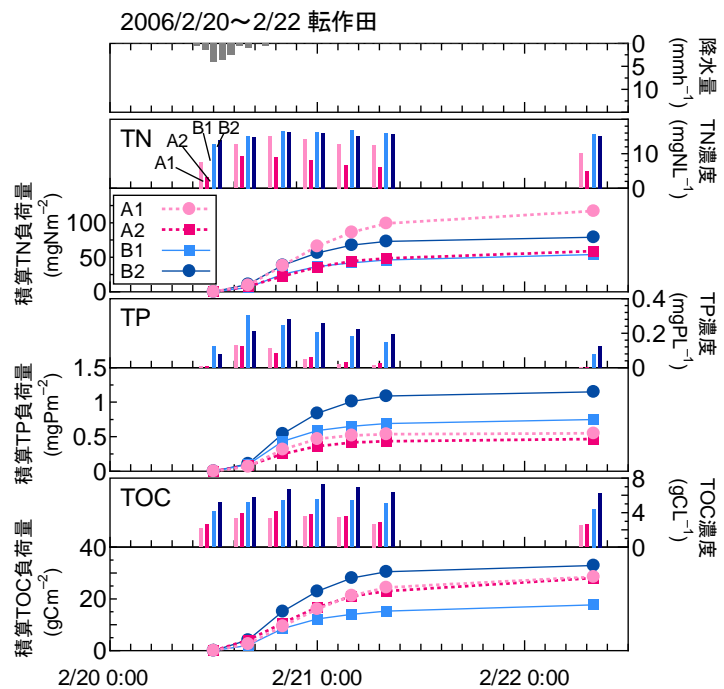 2006/2/20～2/22 転作田
0
5
10
降水量
(mmh⁻¹)
TN
A1
A2
B1
B2
20
10
0
TN濃度
(mgNL⁻¹)
A1
A2
B1
B2
100
50
0
積算TN負荷量
(mgNm⁻²)
TP
0.4
0.2
0
TP濃度
(mgPL⁻¹)
1.5
1
0.5
0
積算TP負荷量
(mgPm⁻²)
TOC
8
4
0
TOC濃度
(gCL⁻¹)
40
20
0
積算TOC負荷量
(gCm⁻²)
2/20 0:00
2/21 0:00
2/22 0:00